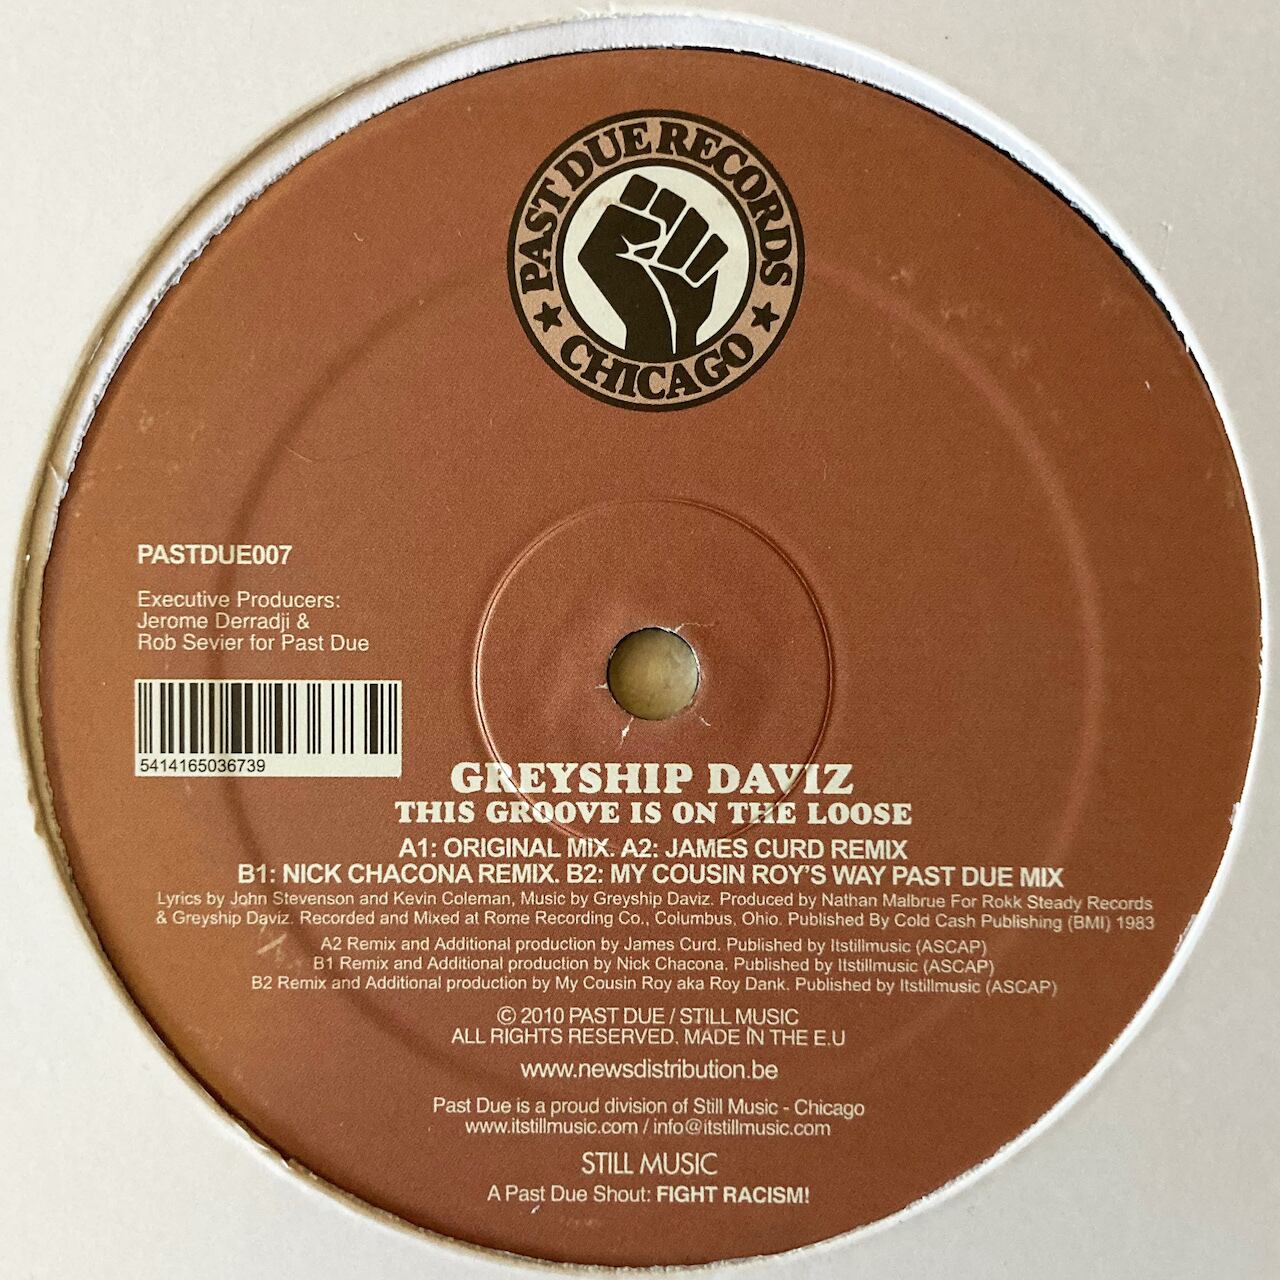 PAST DUE RECORDS
CHICAGO
PASTDUE007
Executive Producers:
Jerome Derradji &
Rob Sevier for Past Due
5414165036739
GREYSHIP DAVIZ
THIS GROOVE IS ON THE LOOSE
A1: ORIGINAL MIX. A2: JAMES CURD REMIX
B1: NICK CHACONA REMIX. B2: MY COUSIN ROY'S WAY PAST DUE MIX
Lyrics by John Stevenson and Kevin Coleman, Music by Greyship Daviz. Produced by Nathan Malbrue For Rokk Steady Records
& Greyship Daviz. Recorded and Mixed at Rome Recording Co., Columbus, Ohio. Published By Cold Cash Publishing (BMI) 1983
A2 Remix and Additional production by James Curd. Published by Itstillmusic (ASCAP)
B1 Remix and Additional production by Nick Chacona. Published by Itstillmusic (ASCAP)
B2 Remix and Additional production by My Cousin Roy aka Roy Dank. Published by Itstillmusic (ASCAP)
© 2010 PAST DUE / STILL MUSIC
ALL RIGHTS RESERVED. MADE IN THE E.U
www.newsdistribution.be
Past Due is a proud division of Still Music - Chicago
www.itstillmusic.com / info@itstillmusic.com
STILL MUSIC
A Past Due Shout: FIGHT RACISM!